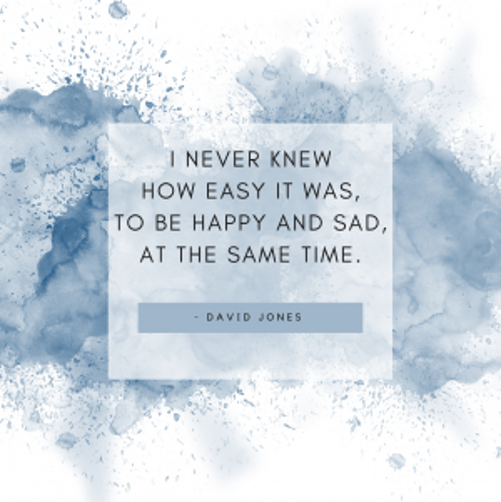 I NEVER KNEW
HOW EASY IT WAS,
TO BE HAPPY AND SAD,
AT THE SAME TIME.
- DAVID JONES